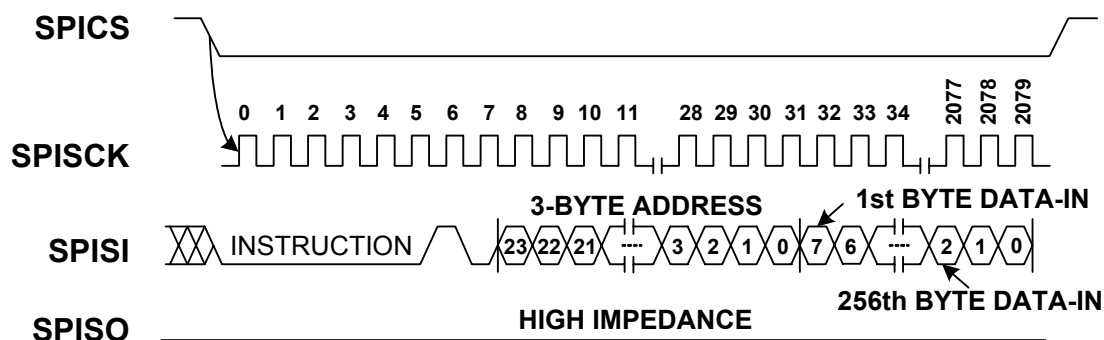 SPICS
0 1 2 3 4 5 6 7 8 9 10 11 28 29 30 31 32 33 34 2077 2078 2079
SPISCK
3-BYTE ADDRESS 1st BYTE DATA-IN
SPISI INSTRUCTION 23 22 21 ---- 3 2 1 0 7 6 ---- 2 1 0
256th BYTE DATA-IN
SPISO HIGH IMPEDANCE